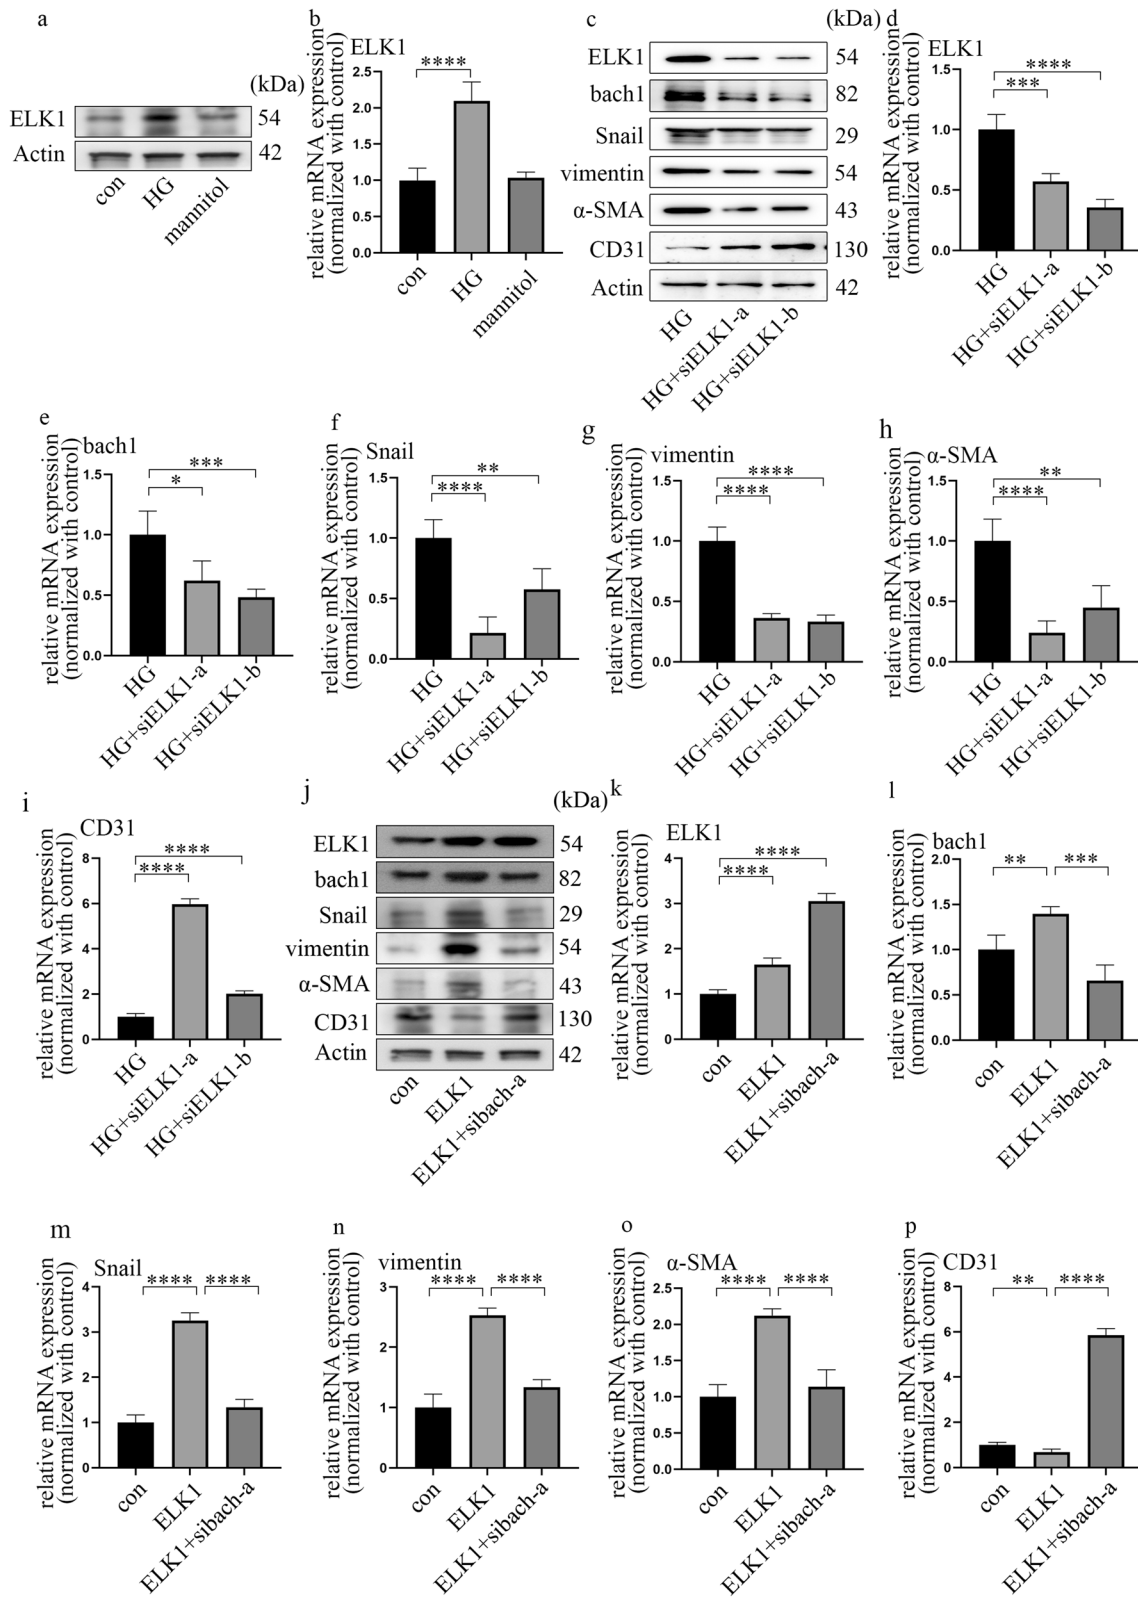 a
(kDa)
ELK1
54
Actin
42
con
HG
mannitol
b
ELK1
relative mRNA expression
(normalized with control)
****
2.5
2.0
1.5
1.0
0.5
0.0
con
HG
mannitol
c
(kDa)
ELK1
54
bach1
82
Snail
29
vimentin
54
α-SMA
43
CD31
130
Actin
42
HG
HG+siELK1-a
HG+siELK1-b
d
ELK1
relative mRNA expression
(normalized with control)
****
***
1.5
1.0
0.5
0.0
HG
HG+siELK1-a
HG+siELK1-b
e
bach1
relative mRNA expression
(normalized with control)
***
*
1.5
1.0
0.5
0.0
HG
HG+siELK1-a
HG+siELK1-b
f
Snail
relative mRNA expression
(normalized with control)
**
****
1.5
1.0
0.5
0.0
HG
HG+siELK1-a
HG+siELK1-b
g
vimentin
relative mRNA expression
(normalized with control)
****
****
1.5
1.0
0.5
0.0
HG
HG+siELK1-a
HG+siELK1-b
h
α-SMA
relative mRNA expression
(normalized with control)
**
****
1.5
1.0
0.5
0.0
HG
HG+siELK1-a
HG+siELK1-b
i
CD31
relative mRNA expression
(normalized with control)
****
****
8
6
4
2
0
HG
HG+siELK1-a
HG+siELK1-b
j
(kDa)
ELK1
54
bach1
82
Snail
29
vimentin
54
α-SMA
43
CD31
130
Actin
42
con
ELK1
ELK1+sibach-a
k
ELK1
relative mRNA expression
(normalized with control)
****
****
4
3
2
1
0
con
ELK1
ELK1+sibach-a
l
bach1
relative mRNA expression
(normalized with control)
**
***
2.0
1.5
1.0
0.5
0.0
con
ELK1
ELK1+sibach-a
m
Snail
relative mRNA expression
(normalized with control)
****
****
4
3
2
1
0
con
ELK1
ELK1+sibach-a
n
vimentin
relative mRNA expression
(normalized with control)
****
****
3
2
1
0
con
ELK1
ELK1+sibach-a
o
α-SMA
relative mRNA expression
(normalized with control)
****
****
2.5
2.0
1.5
1.0
0.5
0.0
con
ELK1
ELK1+sibach-a
p
CD31
relative mRNA expression
(normalized with control)
**
****
8
6
4
2
0
con
ELK1
ELK1+sibach-a